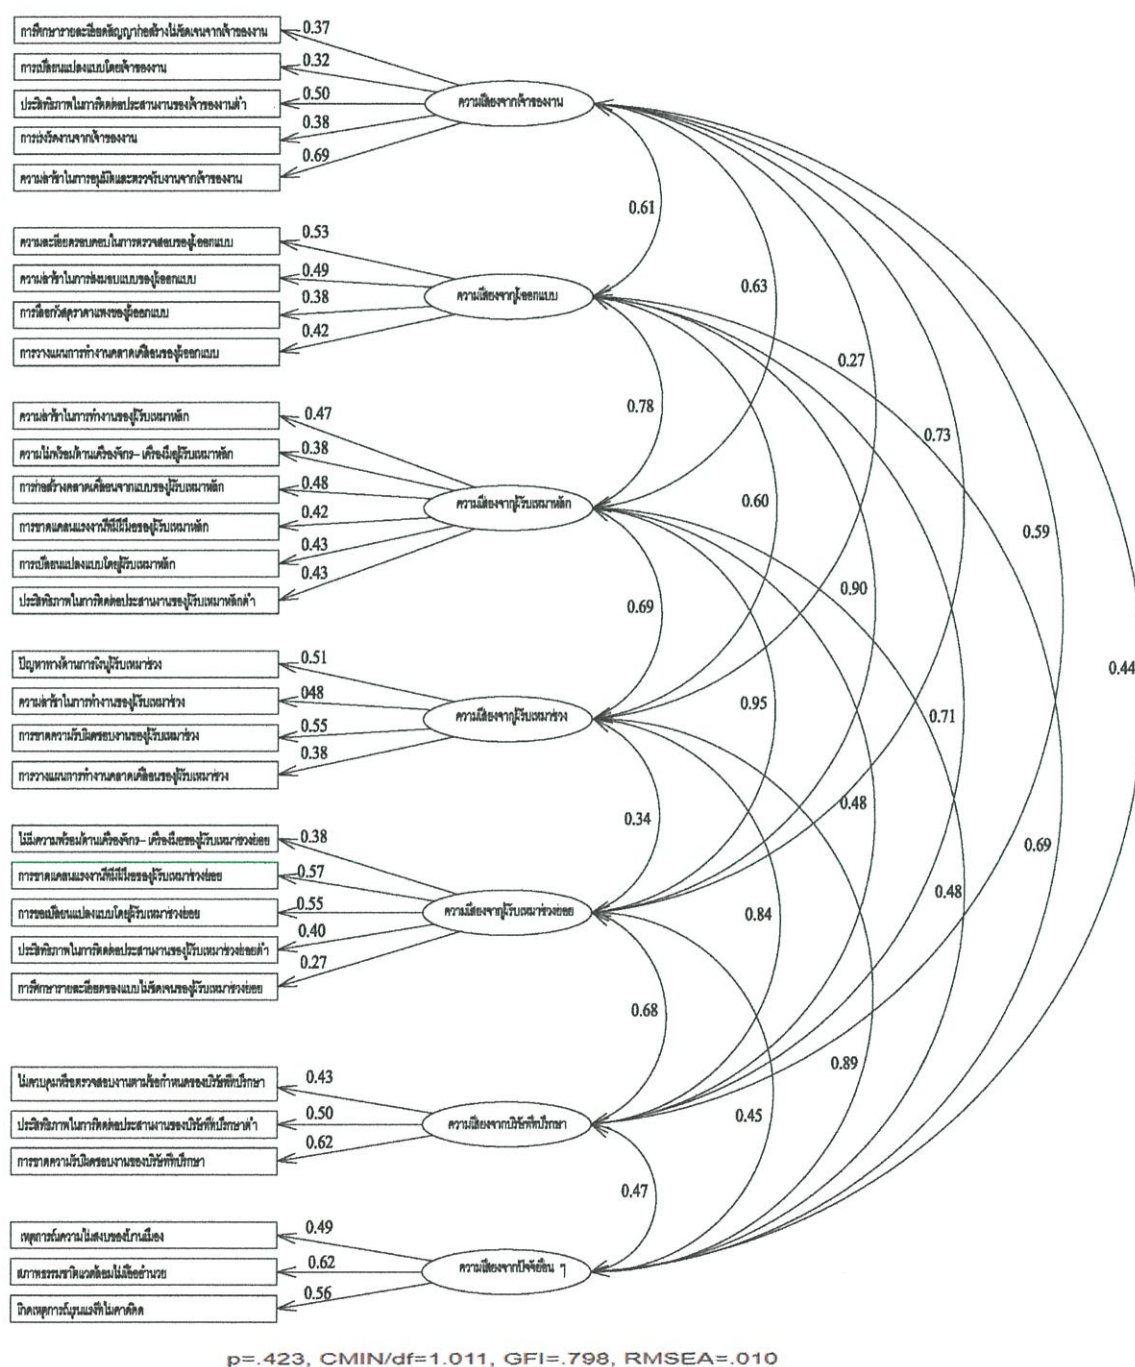 การศึกษารายละเอียดสัญญาก่อสร้างไม่ชัดเจนจากเจ้าของงาน
0.37
การเปลี่ยนแปลงแบบโดยเจ้าของงาน
0.32
ประสิทธิภาพในการติดต่อประสานงานของเจ้าของงานต่ำ
0.50
การเร่งรัดงานจากเจ้าของงาน
0.38
ความล่าช้าในการอนุมัติและตรวจรับงานจากเจ้าของงาน
0.69
ความเสี่ยงจากเจ้าของงาน
0.61
ความละเอียดรอบคอบในการตรวจสอบของผู้ออกแบบ
0.53
ความล่าช้าในการส่งมอบแบบของผู้ออกแบบ
0.49
การเลือกวัสดุราคาแพงของผู้ออกแบบ
0.38
การวางแผนการทำงานคลาดเคลื่อนของผู้ออกแบบ
0.42
ความเสี่ยงจากผู้ออกแบบ
0.63
0.27
0.78
0.73
ความล่าช้าในการทำงานของผู้รับเหมาหลัก
0.47
ความไม่พร้อมด้านเครื่องจักร- เครื่องมือผู้รับเหมาหลัก
0.38
การก่อสร้างคลาดเคลื่อนจากแบบของผู้รับเหมาหลัก
0.48
การขาดแคลนแรงงานที่มีฝีมือของผู้รับเหมาหลัก
0.42
การเปลี่ยนแปลงแบบโดยผู้รับเหมาหลัก
0.43
ประสิทธิภาพในการติดต่อประสานงานของผู้รับเหมาหลักต่ำ
0.43
ความเสี่ยงจากผู้รับเหมาหลัก
0.60
0.59
0.90
0.69
0.44
ปัญหาทางด้านการเงินผู้รับเหมาช่วง
0.51
ความล่าช้าในการทำงานของผู้รับเหมาช่วง
048
การขาดความรับผิดชอบงานของผู้รับเหมาช่วง
0.55
การวางแผนการทำงานคลาดเคลื่อนของผู้รับเหมาช่วง
0.38
ความเสี่ยงจากผู้รับเหมาช่วง
0.95
0.71
0.34
0.48
0.69
ไม่มีความพร้อมด้านเครื่องจักร- เครื่องมือของผู้รับเหมาช่วงย่อย
0.38
การขาดแคลนแรงงานที่มีฝีมือของผู้รับเหมาช่วงย่อย
0.57
การขอเปลี่ยนแปลงแบบโดยผู้รับเหมาช่วงย่อย
0.55
ประสิทธิภาพในการติดต่อประสานงานของผู้รับเหมาช่วงย่อยต่ำ
0.40
การศึกษารายละเอียดของแบบไม่ชัดเจนของผู้รับเหมาช่วงย่อย
0.27
ความเสี่ยงจากผู้รับเหมาช่วงย่อย
0.48
0.84
0.68
0.89
0.45
ไม่ควบคุมหรือตรวจสอบงานตามข้อกำหนดของบริษัทที่ปรึกษา
0.43
ประสิทธิภาพในการติดต่อประสานงานของบริษัทที่ปรึกษาต่ำ
0.50
การขาดความรับผิดชอบงานของบริษัทที่ปรึกษา
0.62
ความเสี่ยงจากบริษัทที่ปรึกษา
0.47
เหตุการณ์ความไม่สงบของบ้านเมือง
0.49
สภาพธรรมชาติแวดล้อมไม่เอื้ออำนวย
0.62
เกิดเหตุการณ์รุนแรงที่ไม่คาดคิด
0.56
ความเสี่ยงจากปัจจัยอื่น ๆ
p=.423, CMIN/df=1.011, GFI=.798, RMSEA=.010